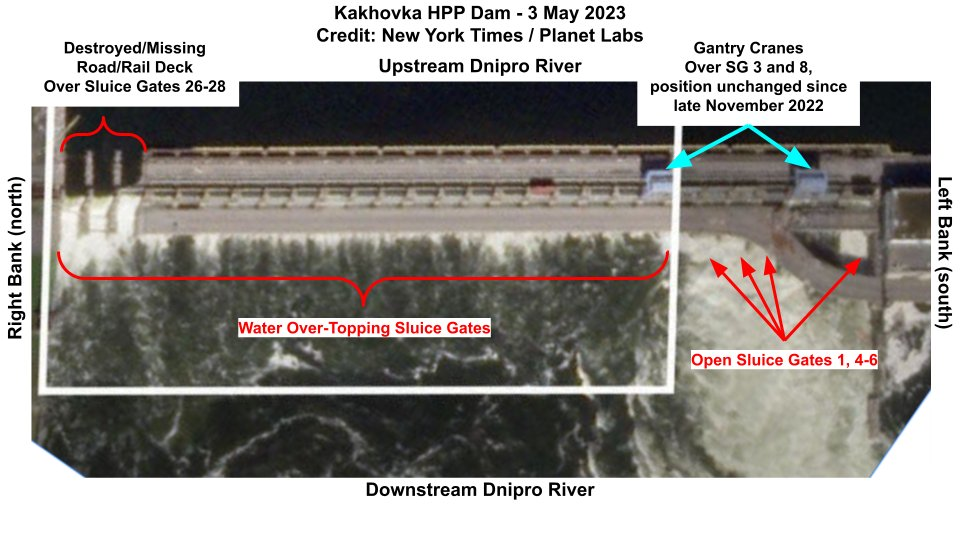 Kakhovka HPP Dam - 3 May 2023
Credit: New York Times / Planet Labs
Destroyed/Missing
Road/Rail Deck
Over Sluice Gates 26-28
Upstream Dnipro River
Gantry Cranes
Over SG 3 and 8,
position unchanged since
late November 2022
Right Bank (north)
Left Bank (south)
Water Over-Topping Sluice Gates
Open Sluice Gates 1, 4-6
Downstream Dnipro River